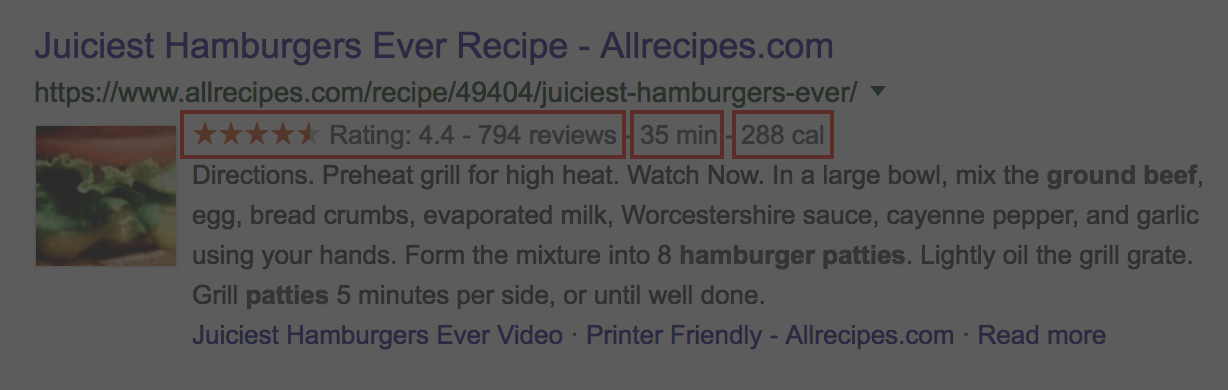 Juiciest Hamburgers Ever Recipe - Allrecipes.com
https://www.allrecipes.com/recipe/49404/juiciest-hamburgers-ever/
Rating: 4.4 - 794 reviews - 35 min - 288 cal
Directions. Preheat grill for high heat. Watch Now. In a large bowl, mix the ground beef,
egg, bread crumbs, evaporated milk, Worcestershire sauce, cayenne pepper, and garlic
using your hands. Form the mixture into 8 hamburger patties. Lightly oil the grill grate.
Grill patties 5 minutes per side, or until well done.
Juiciest Hamburgers Ever Video · Printer Friendly - Allrecipes.com · Read more